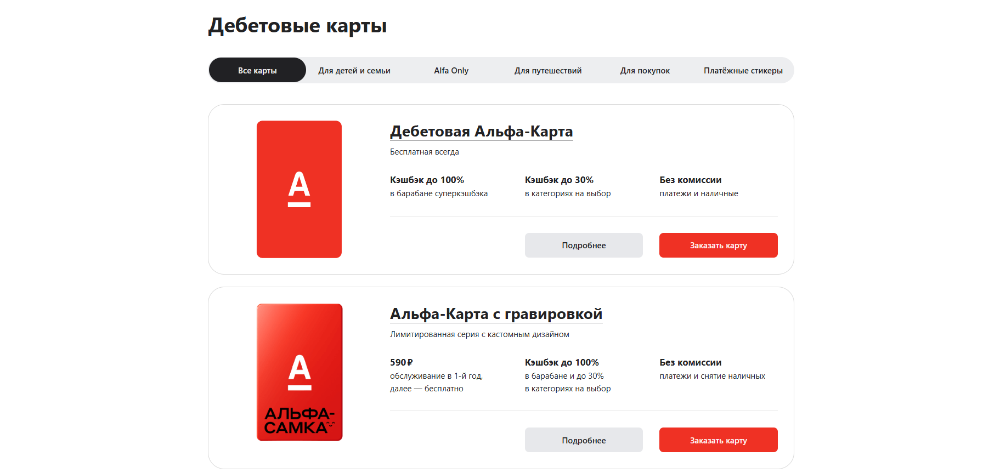 Дебетовые карты
Все карты
Для детей и семьи
Alfa Only
Для путешествий
Для покупок
Платёжные стикеры
А
Дебетовая Альфа-Карта
Бесплатная всегда
Кэшбэк до 100%
в барабане суперкэшбэка
Кэшбэк до 30%
в категориях на выбор
Без комиссии
платежи и наличные
Подробнее
Заказать карту
А
АЛЬФА-
САМКА
Альфа-Карта с гравировкой
Лимитированная серия с кастомным дизайном
590 ₽
обслуживание в 1-й год,
далее — бесплатно
Кэшбэк до 100%
в барабане и до 30%
в категориях на выбор
Без комиссии
платежи и снятие наличных
Подробнее
Заказать карту